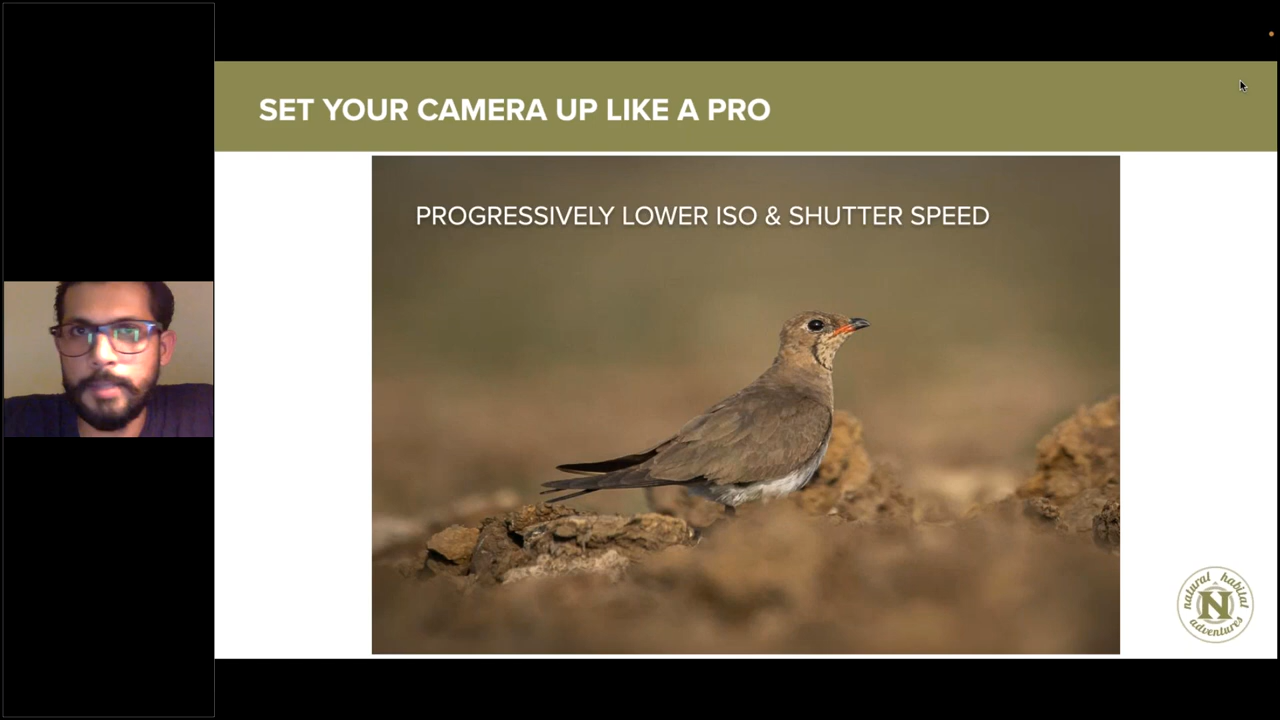 SET YOUR CAMERA UP LIKE A PRO
PROGRESSIVELY LOWER ISO & SHUTTER SPEED
natural habitat
N
adventures